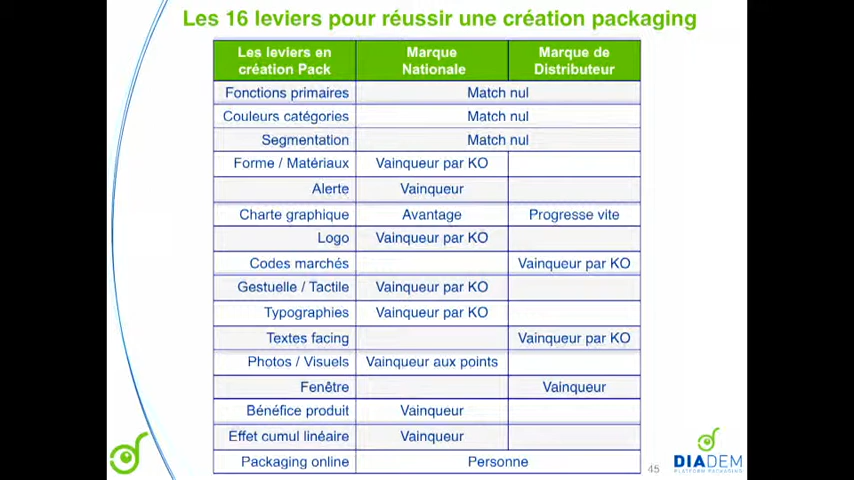 Les 16 leviers pour réussir une création packaging
Les leviers en création Pack	Marque Nationale	Marque de Distributeur
Fonctions primaires	Match nul
Couleurs catégories	Match nul
Segmentation	Match nul
Forme / Matériaux	Vainqueur par KO
Alerte	Vainqueur
Charte graphique	Avantage	Progresse vite
Logo	Vainqueur par KO
Codes marchés	Vainqueur par KO
Gestuelle / Tactile	Vainqueur par KO
Typographies	Vainqueur par KO
Textes facing	Vainqueur par KO
Photos / Visuels	Vainqueur aux points
Fenêtre	Vainqueur
Bénéfice produit	Vainqueur
Effet cumul linéaire	Vainqueur
Packaging online	Personne
45
DIADEM
PLATFORM PACKAGING